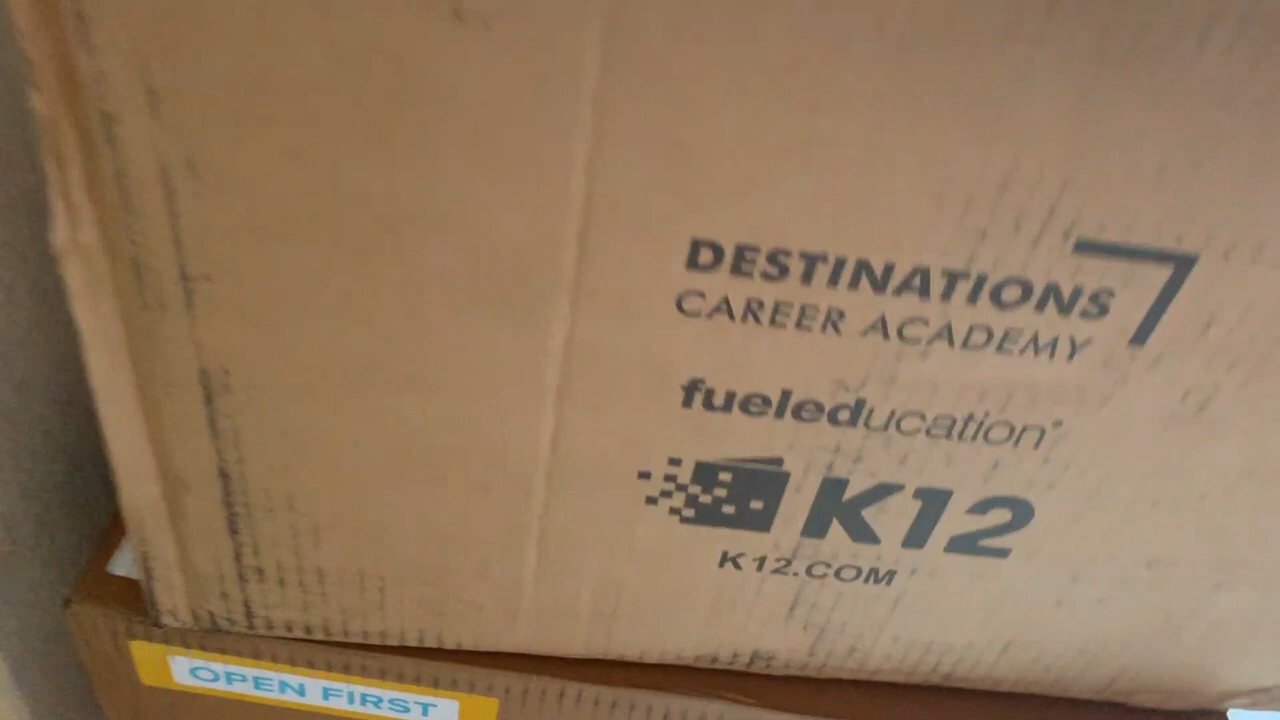 DESTINATIONS
CAREER ACADEMY
fueleducation
K12
K12.COM
OPEN FIRST